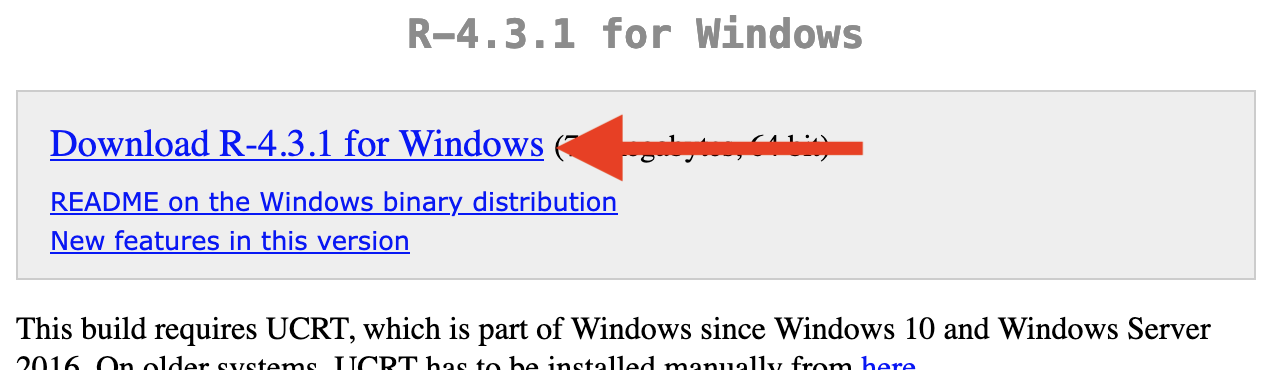 R-4.3.1 for Windows
Download R-4.3.1 for Windows (64 bit)
README on the Windows binary distribution
New features in this version
This build requires UCRT, which is part of Windows since Windows 10 and Windows Server
2016. On older systems, UCRT has to be installed manually from here